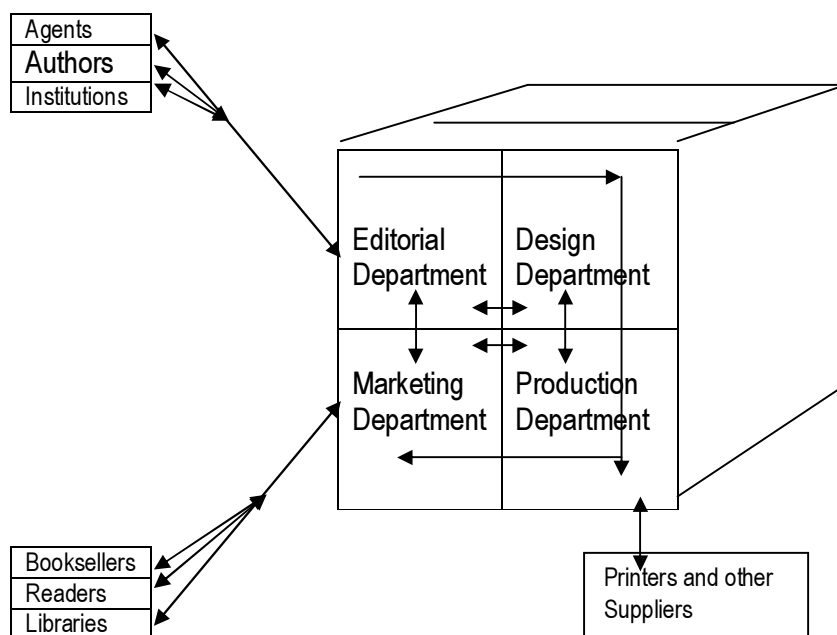 Agents
Authors
Institutions
Editorial
Department
Design
Department
Marketing
Department
Production
Department
Booksellers
Readers
Libraries
Printers and other
Suppliers